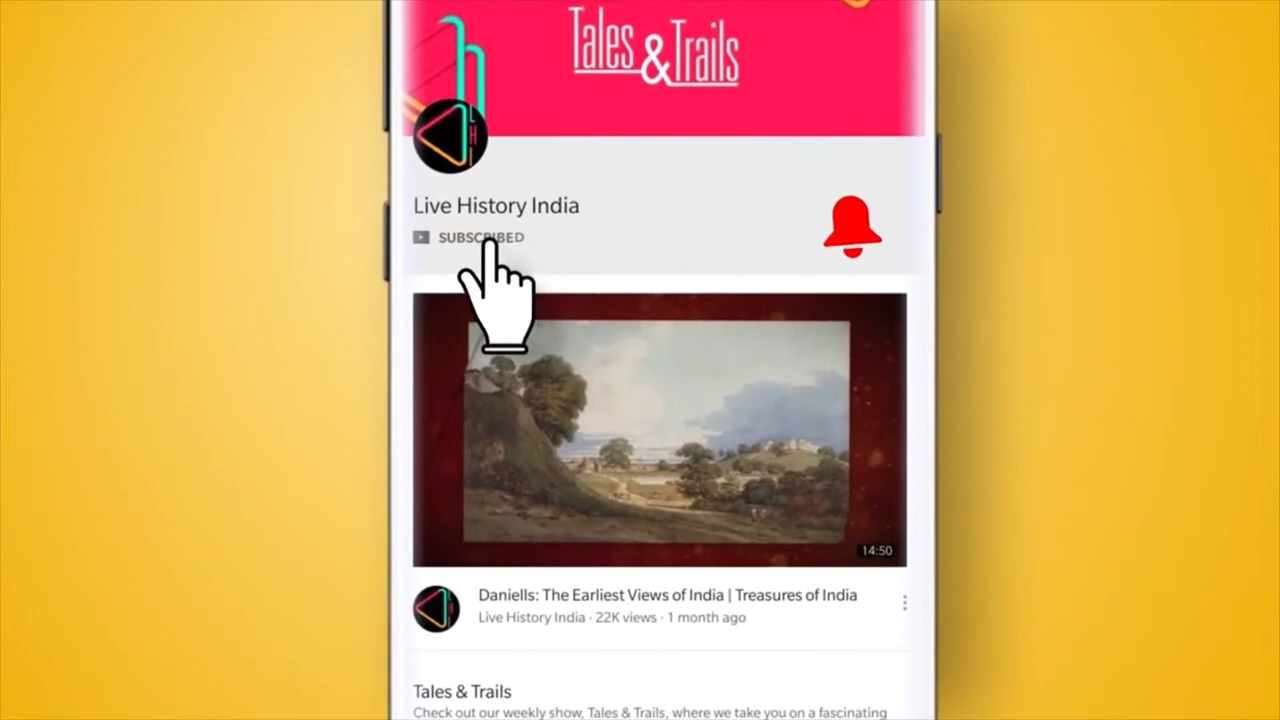 Tales & Trails
Live History India
SUBSCRIBED
14:50
Daniells: The Earliest Views of India | Treasures of India
Live History India · 22K views · 1 month ago
Tales & Trails
Check out our weekly show, Tales & Trails, where we take you on a fascinating